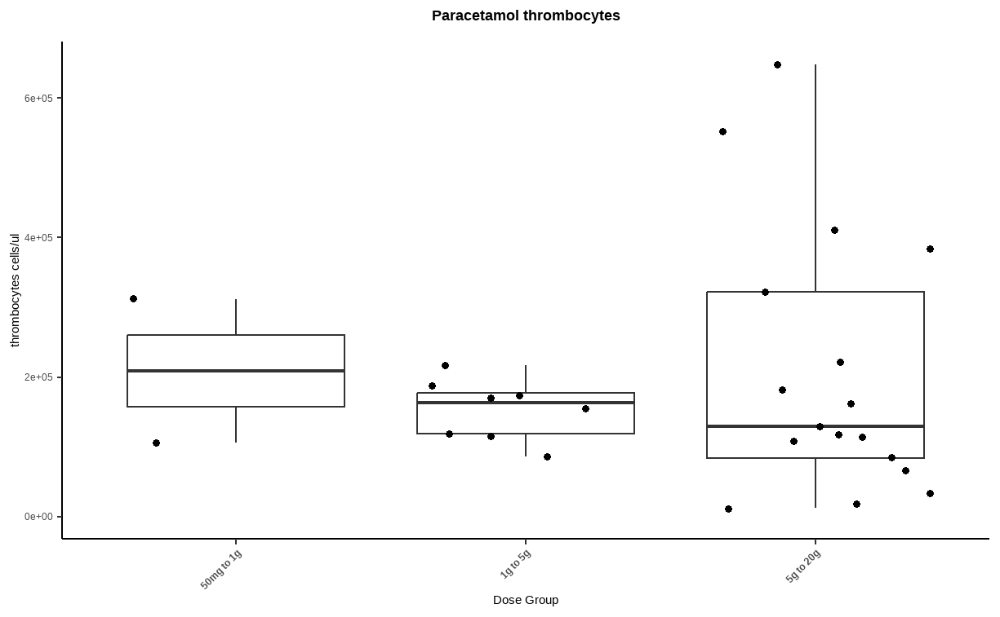 Paracetamol thrombocytes
thrombocytes cells/ul
6e+05
4e+05
2e+05
0e+00
50mg to 1g
1g to 5g
5g to 20g
Dose Group